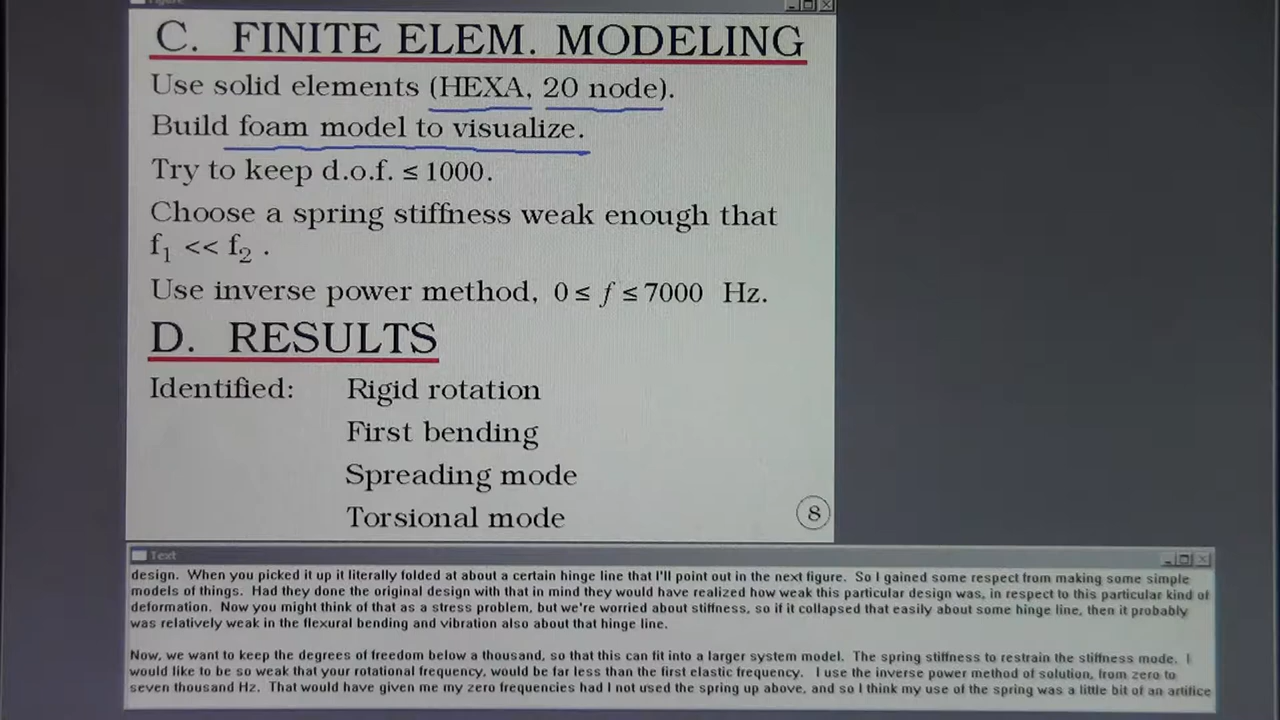 C. FINITE ELEM. MODELING
Use solid elements (HEXA, 20 node).
Build foam model to visualize.
Try to keep d.o.f. ≤ 1000.
Choose a spring stiffness weak enough that
f₁ << f₂ .
Use inverse power method, 0 ≤ f ≤ 7000 Hz.
D. RESULTS
Identified: Rigid rotation
First bending
Spreading mode
Torsional mode
8
Text
design. When you picked it up it literally folded at about a certain hinge line that I'll point out in the next figure. So I gained some respect from making some simple
models of things. Had they done the original design with that in mind they would have realized how weak this particular design was, in respect to this particular kind of
deformation. Now you might think of that as a stress problem, but we're worried about stiffness, so if it collapsed that easily about some hinge line, then it probably
was relatively weak in the flexural bending and vibration also about that hinge line.
Now, we want to keep the degrees of freedom below a thousand, so that this can fit into a larger system model. The spring stiffness to restrain the stiffness mode. I
would like to be so weak that your rotational frequency, would be far less than the first elastic frequency. I use the inverse power method of solution, from zero to
seven thousand Hz. That would have given me my zero frequencies had I not used the spring up above, and so I think my use of the spring was a little bit of an artifice